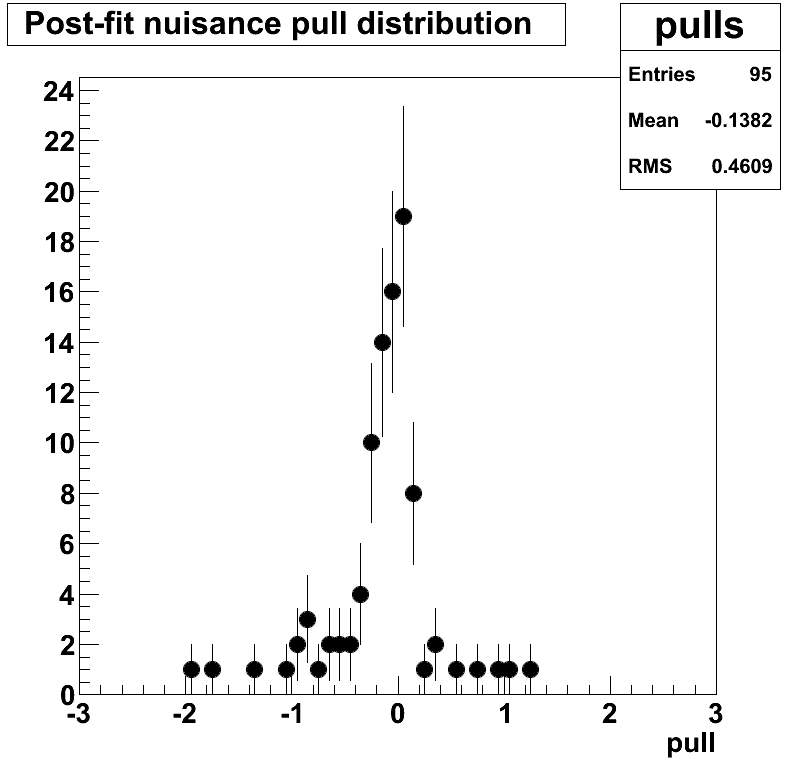 Post-fit nuisance pull distribution
pulls
Entries 95
Mean -0.1382
RMS 0.4609
24
22
20
18
16
14
12
10
8
6
4
2
0
-3 -2 -1 0 1 2 3
pull